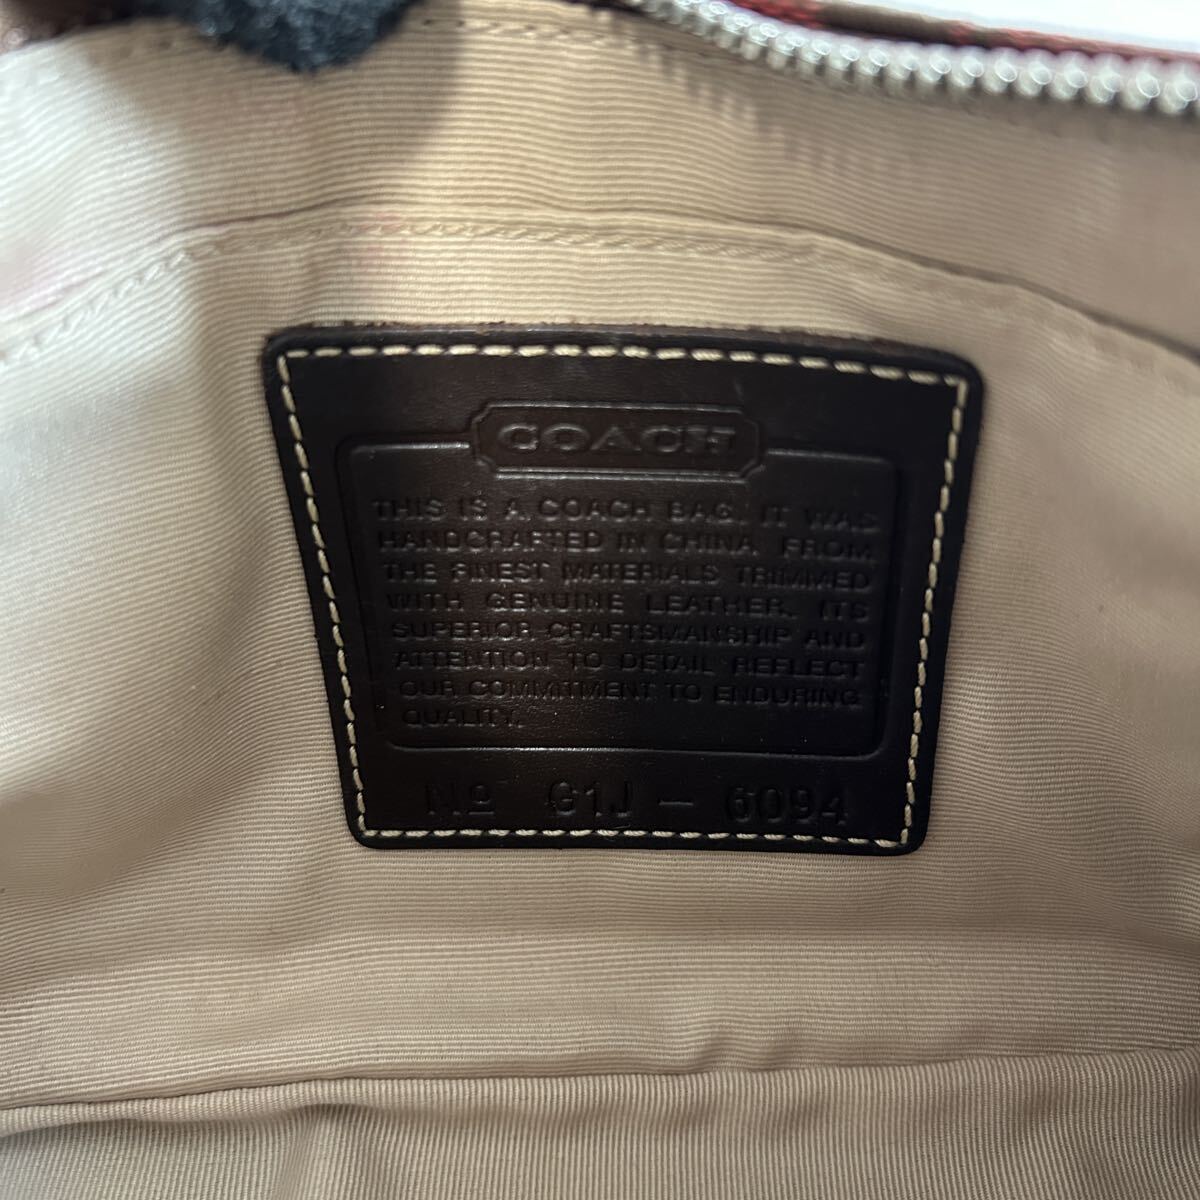 COACH
THIS IS A COACH BAG. IT WAS
HANDCRAFTED IN CHINA FROM
THE FINEST MATERIALS TRIMMED
WITH GENUINE LEATHER. ITS
SUPERIOR CRAFTSMANSHIP AND
ATTENTION TO DETAIL REFLECT
OUR COMMITMENT TO ENDURING
QUALITY.
Nº G1J - 6094